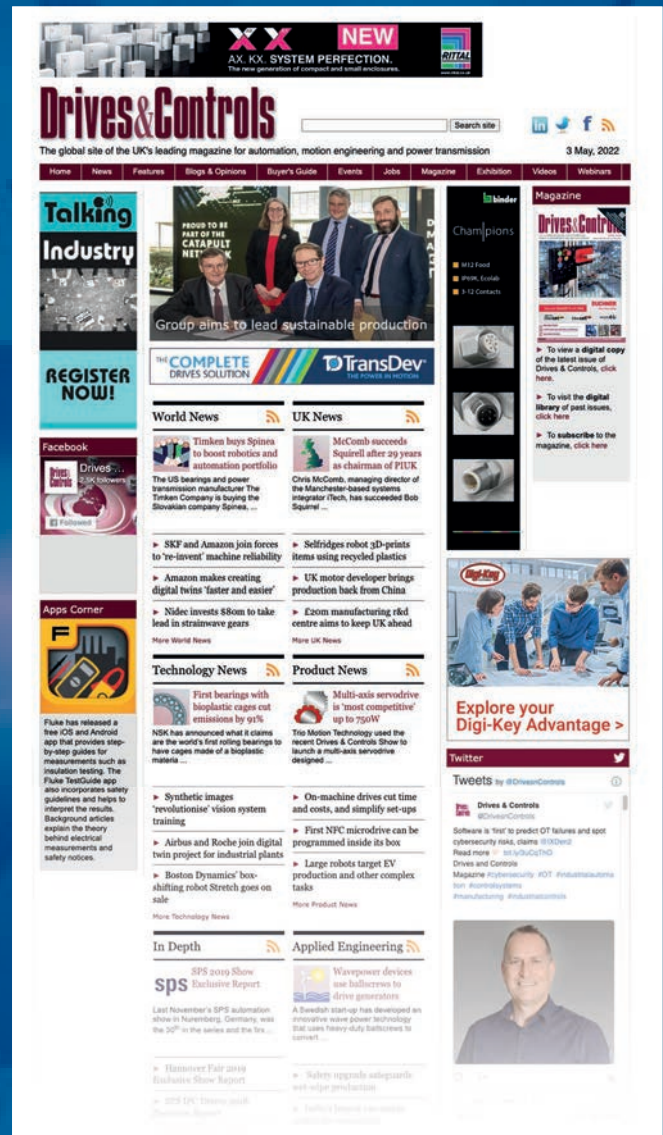 XX
NEW
AX. KX. SYSTEM PERFECTION.
The new generation of compact and small enclosures.
RITTAL
Drives&Controls
Search site
in
f
The global site of the UK's leading magazine for automation, motion engineering and power transmission
3 May, 2022
Home News Features Blogs & Opinions Buyer's Guide Events Jobs Magazine Exhibition Videos Webinars
Talking
Industry
REGISTER
NOW!
Facebook
Drives&
Controls
Drives ...
2.5K followers
Followed
Apps Corner
F
Fluke has released a
free iOS and Android
app that provides step-
by-step guides for
measurements such as
insulation testing. The
Fluke TestGuide app
also incorporates safety
guidelines and helps to
interpret the results.
Background articles
explain the theory
behind electrical
measurements and
safety notices.
PROUD TO BE
PART OF THE
CATAPULT
Group aims to lead sustainable production
THE COMPLETE
DRIVES SOLUTION
TransDev
THE POWER IN MOTION
World News
Timken buys Spinea
to boost robotics and
automation portfolio
The US bearings and power
transmission manufacturer The
Timken Company is buying the
Slovakian company Spinea, ...
► SKF and Amazon join forces
to 're-invent' machine reliability
► Amazon makes creating
digital twins 'faster and easier'
► Nidec invests $80m to take
lead in strainwave gears
More World News
UK News
McComb succeeds
Squirrell after 29 years
as chairman of PIUK
Chris McComb, managing director of
the Manchester-based systems
integrator iTech, has succeeded Bob
Squirrel ...
► Selfridges robot 3D-prints
items using recycled plastics
► UK motor developer brings
production back from China
► £20m manufacturing r&d
centre aims to keep UK ahead
More UK News
Technology News
First bearings with
bioplastic cages cut
emissions by 91%
NSK has announced what it claims
are the world's first rolling bearings to
have cages made of a bioplastic
materia ...
► Synthetic images
'revolutionise' vision system
training
► Airbus and Roche join digital
twin project for industrial plants
► Boston Dynamics' box-
shifting robot Stretch goes on
sale
More Technology News
Product News
Multi-axis servodrive
is 'most competitive'
up to 750W
Trio Motion Technology used the
recent Drives & Controls Show to
launch a multi-axis servodrive
designed ...
► On-machine drives cut time
and costs, and simplify set-ups
► First NFC microdrive can be
programmed inside its box
► Large robots target EV
production and other complex
tasks
More Product News
In Depth
sps
SPS 2019 Show
Exclusive Report
Last November's SPS automation
show in Nuremberg, Germany, was
the 30th in the series and the firs ...
► Hannover Fair 2019
Exclusive Show Report
Applied Engineering
Wavepower devices
use ballscrews to
drive generators
A Swedish start-up has developed an
innovative wave power technology
that uses heavy-duty ballscrews to
convert ...
► Safety upgrade safeguards
wet-wipe production
binder
Champions
M12 Food
IP69K, Ecolab
3-12 Contacts
Magazine
Drives&Controls
► To view a digital copy
of the latest issue of
Drives & Controls, click
here.
► To visit the digital
library of past issues,
click here
► To subscribe to the
magazine, click here
Digi-Key
Explore your
Digi-Key Advantage >
Twitter
Tweets by @DrivesnControls
Drives & Controls
@DrivesnControls
Software is 'first' to predict OT failures and spot
cybersecurity risks, claims
Read more
Drives and Controls
Magazine #cybersecurity #OT #industrialautoma
tion #controlsystems
#manufacturing #industrialcontrols